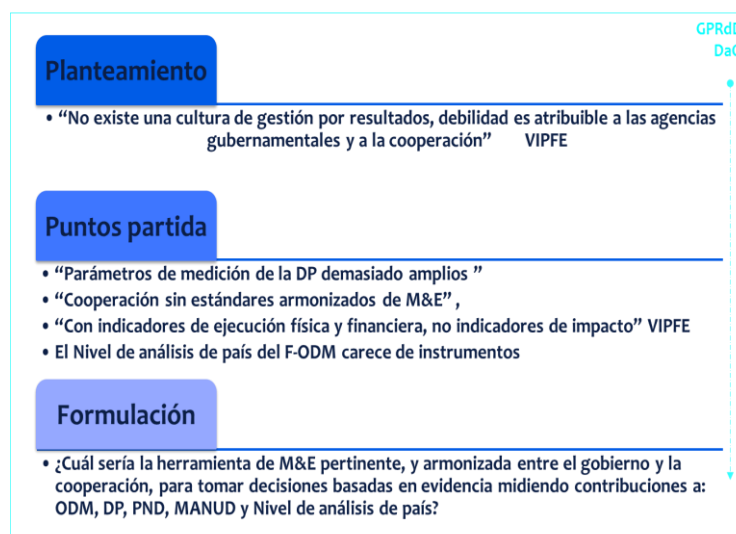 GPRdD
DaC
Planteamiento
• “No existe una cultura de gestión por resultados, debilidad es atribuible a las agencias
gubernamentales y a la cooperación” VIPFE
Puntos partida
• “Parámetros de medición de la DP demasiado amplios ”
• “Cooperación sin estándares armonizados de M&E” ,
• “Con indicadores de ejecución física y financiera, no indicadores de impacto” VIPFE
• El Nivel de análisis de país del F-ODM carece de instrumentos
Formulación
• ¿Cuál sería la herramienta de M&E pertinente, y armonizada entre el gobierno y la
cooperación, para tomar decisiones basadas en evidencia midiendo contribuciones a:
ODM, DP, PND, MANUD y Nivel de análisis de país?